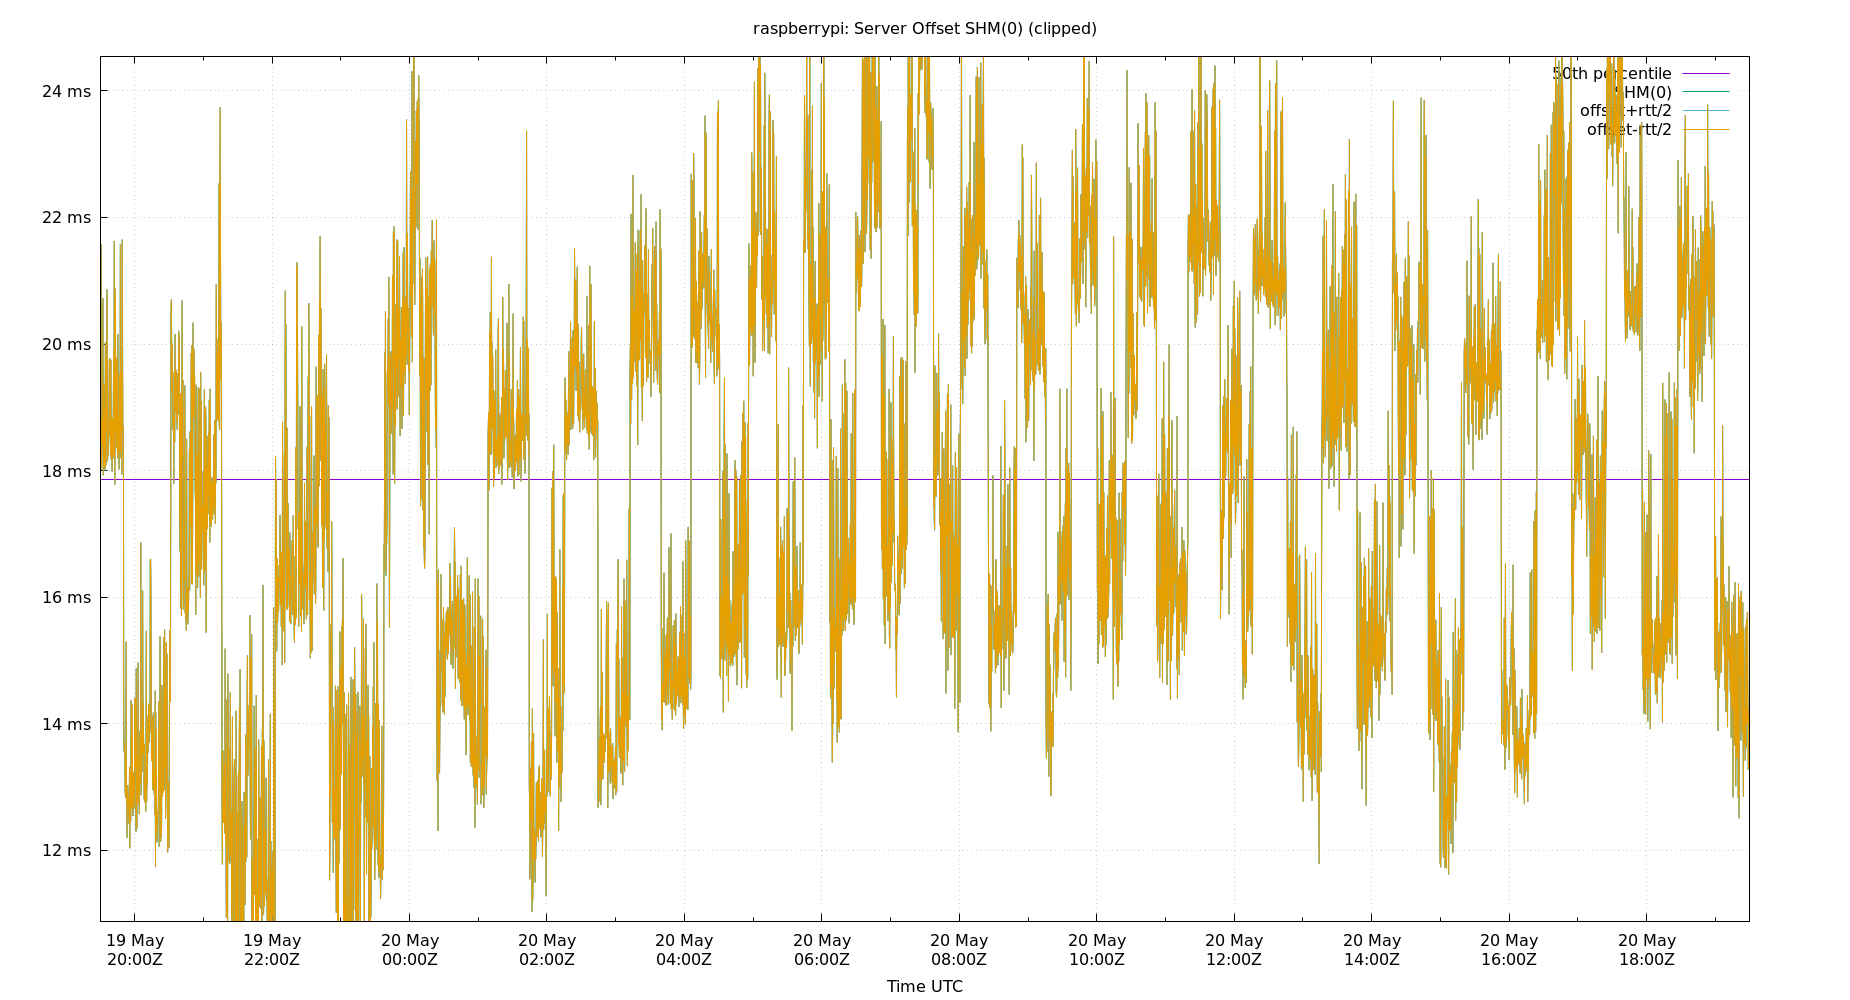 raspberrypi: Server Offset SHM(0) (clipped)
50th percentile
SHM(0)
offset+rtt/2
offset-rtt/2
24 ms
22 ms
20 ms
18 ms
16 ms
14 ms
12 ms
19 May 19 May 20 May 20 May 20 May 20 May 20 May 20 May 20 May 20 May 20 May 20 May
20:00Z 22:00Z 00:00Z 02:00Z 04:00Z 06:00Z 08:00Z 10:00Z 12:00Z 14:00Z 16:00Z 18:00Z
Time UTC